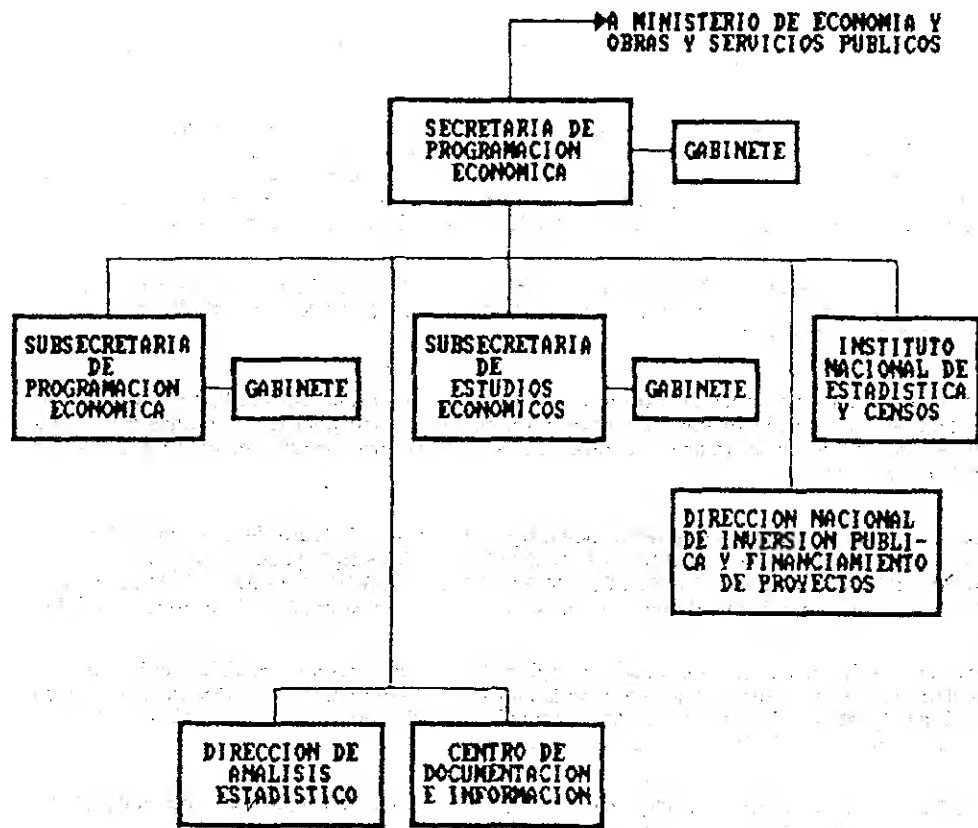 A MINISTERIO DE ECONOMIA Y
OBRAS Y SERVICIOS PUBLICOS
SECRETARIA DE
PROGRAMACION
ECONOMICA
GABINETE
SUBSECRETARIA
DE
PROGRAMACION
ECONOMICA
GABINETE
SUBSECRETARIA
DE
ESTUDIOS
ECONOMICOS
GABINETE
INSTITUTO
NACIONAL DE
ESTADISTICA
Y CENSOS
DIRECCION NACIONAL
DE INVERSION PUBLI-
CA Y FINANCIAMIENTO
DE PROYECTOS
DIRECCION DE
ANALISIS
ESTADISTICO
CENTRO DE
DOCUMENTACION
E INFORMACION